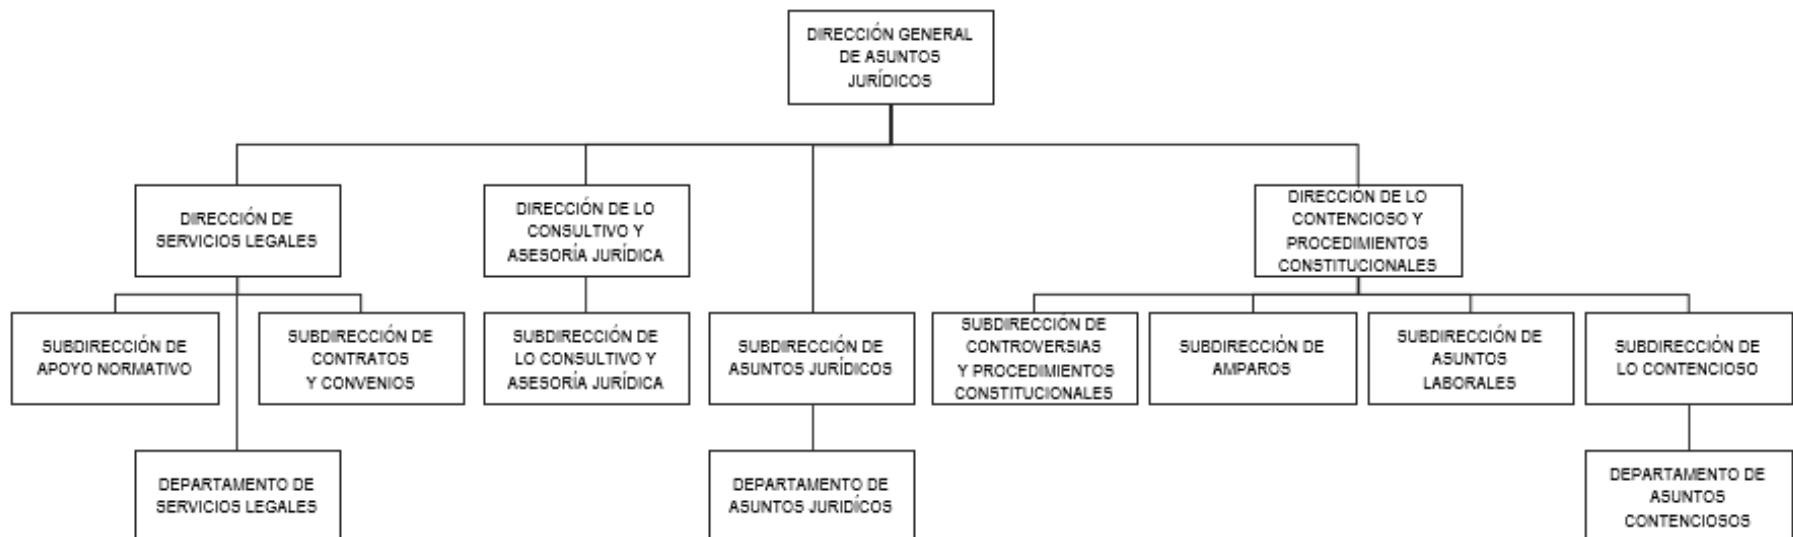 DIRECCIÓN GENERAL
DE ASUNTOS
JURÍDICOS
DIRECCIÓN DE
SERVICIOS LEGALES
DIRECCIÓN DE LO
CONSULTIVO Y
ASESORÍA JURÍDICA
DIRECCIÓN DE LO
CONTENCIOSO Y
PROCEDIMIENTOS
CONSTITUCIONALES
SUBDIRECCIÓN DE
APOYO NORMATIVO
SUBDIRECCIÓN DE
CONTRATOS
Y CONVENIOS
SUBDIRECCIÓN DE
LO CONSULTIVO Y
ASESORÍA JURÍDICA
SUBDIRECCIÓN DE
ASUNTOS JURÍDICOS
SUBDIRECCIÓN DE
CONTROVERSIAS
Y PROCEDIMIENTOS
CONSTITUCIONALES
SUBDIRECCIÓN DE
AMPAROS
SUBDIRECCIÓN DE
ASUNTOS
LABORALES
SUBDIRECCIÓN DE
LO CONTENCIOSO
DEPARTAMENTO DE
SERVICIOS LEGALES
DEPARTAMENTO DE
ASUNTOS JURIDÍCOS
DEPARTAMENTO DE
ASUNTOS
CONTENCIOSOS